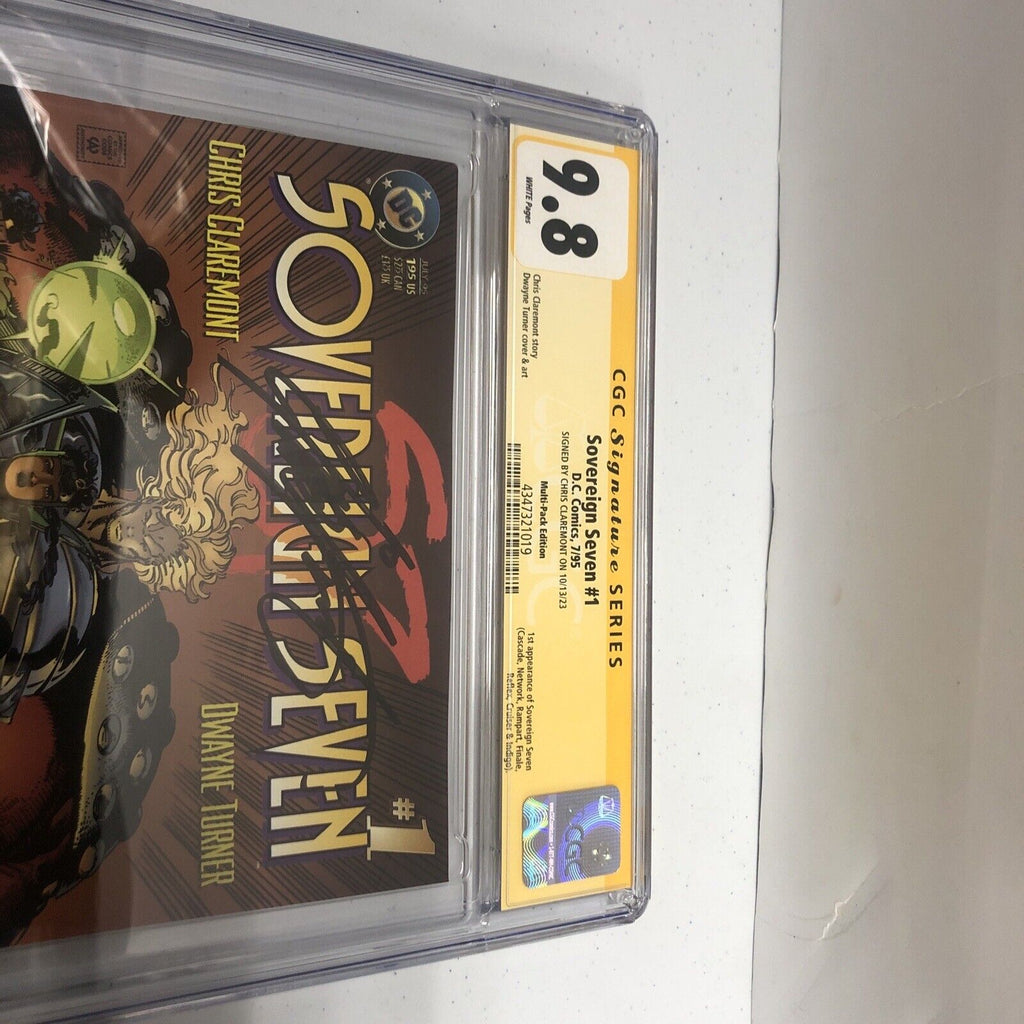 CGC Signature SERIES
9.8
WHITE Pages
Sovereign Seven #1
D.C. Comics, 7/95
SIGNED BY CHRIS CLAREMONT ON 10/13/23
Multi-Pack Edition
4347321019
Chris Claremont story
Dwayne Turner cover & art
1st appearance of Sovereign Seven
(Cascade, Network, Rampart, Finale,
Reflex, Cruiser & Indigo).
CGC
#1
DC
JULY 95
1.95 US
$2.75 CAN
£1.25 UK
SOVEREIGN SEVEN
7
CHRIS CLAREMONT
DWAYNE TURNER